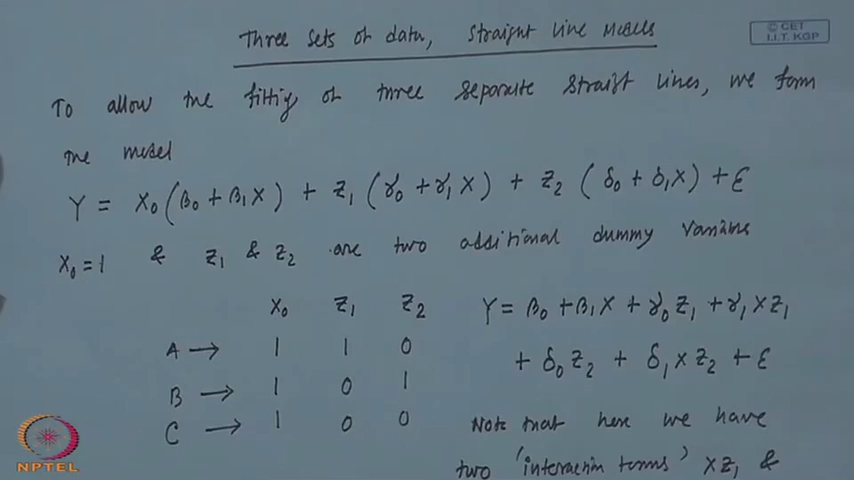 Three sets of data, straight line models
© CET
I.I.T. KGP
To allow the fitting of three separate straight lines, we form
the model
Y = X₀(β₀ + β₁X) + Z₁(γ₀ + γ₁X) + Z₂(δ₀ + δ₁X) + ε
X₀ = 1 & Z₁ & Z₂ are two additional dummy variable
X₀ Z₁ Z₂
A → 1 1 0
B → 1 0 1
C → 1 0 0
Y = β₀ + β₁X + γ₀Z₁ + γ₁XZ₁
+ δ₀Z₂ + δ₁XZ₂ + ε
Note that here we have
two 'interaction terms' XZ₁ &
NPTEL